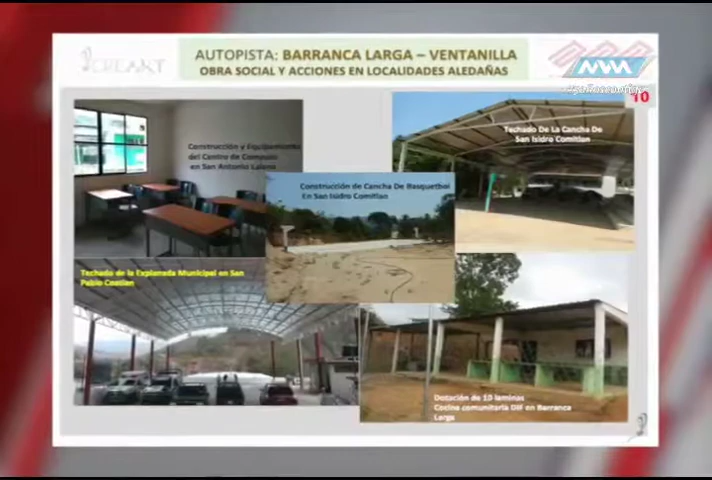 CREART
AUTOPISTA: BARRANCA LARGA – VENTANILLA
OBRA SOCIAL Y ACCIONES EN LOCALIDADES ALEDAÑAS
MVM
10
Construcción y Equipamiento
del Centro de Computo
en San Antonio
Techado De La Cancha De
San Isidro Comitlan
Construcción de Cancha De Basquetbol
En San Isidro Comitlan
Techado de la Explanada Municipal en San
Pablo Coatlan
Dotación de 10 laminas
Cocina comunitaria DIF en Barranca
Larga